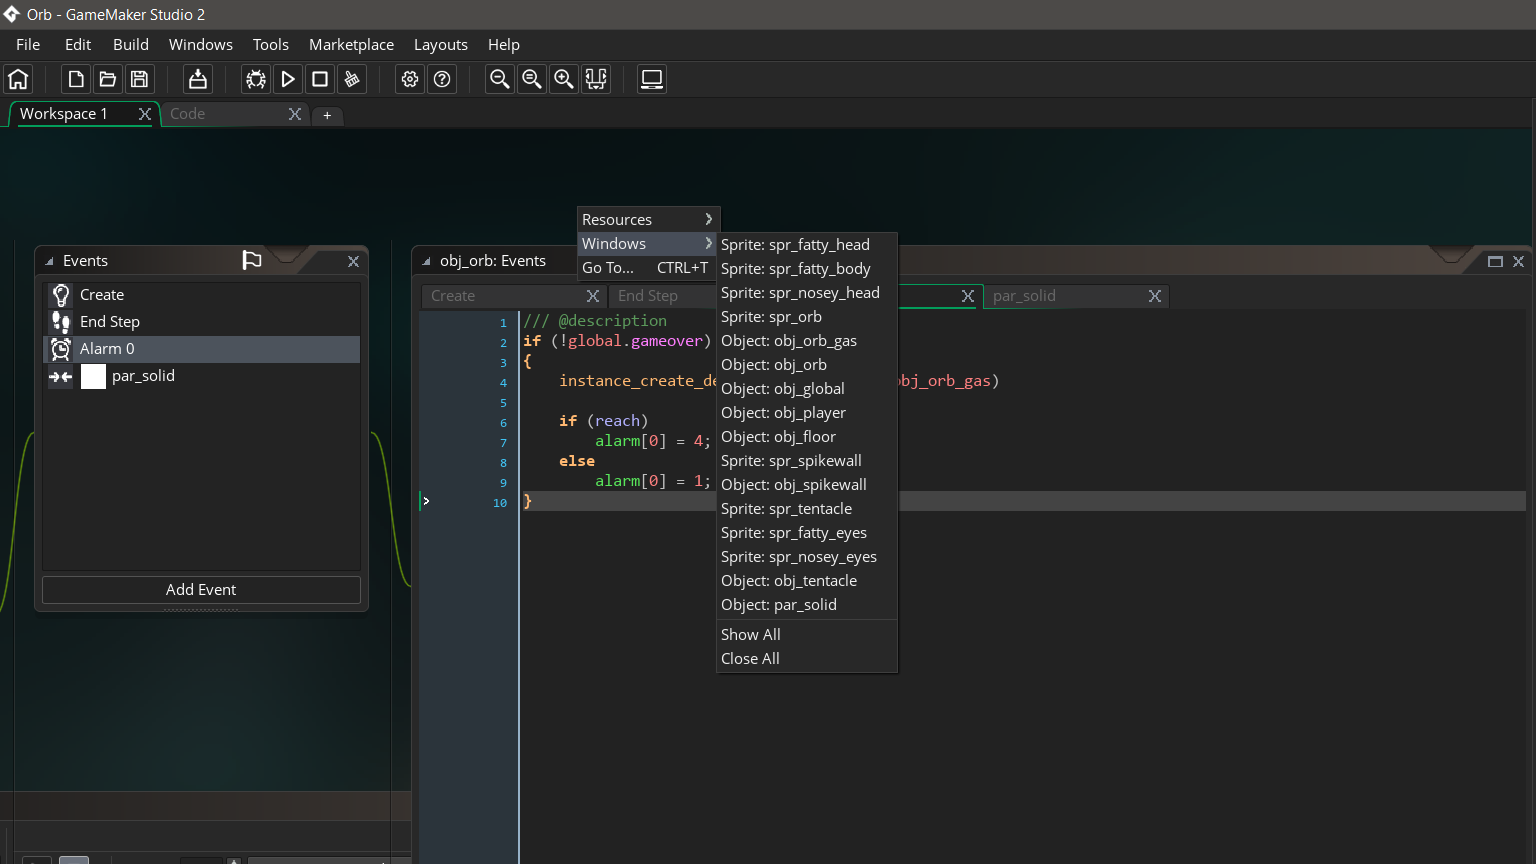 Orb - GameMaker Studio 2
File Edit Build Windows Tools Marketplace Layouts Help
Workspace 1 Code +
Resources
Windows
Go To... CTRL+T
Events
Create
End Step
Alarm 0
par_solid
Add Event
obj_orb: Events
Create End Step par_solid
1 /// @description
2 if (!global.gameover)
3 {
4 obj_orb_gas)
5
6 if (reach)
7 alarm[0] = 4;
8 else
9 alarm[0] = 1;
10 }
Sprite: spr_fatty_head
Sprite: spr_fatty_body
Sprite: spr_nosey_head
Sprite: spr_orb
Object: obj_orb_gas
Object: obj_orb
Object: obj_global
Object: obj_player
Object: obj_floor
Sprite: spr_spikewall
Object: obj_spikewall
Sprite: spr_tentacle
Sprite: spr_fatty_eyes
Sprite: spr_nosey_eyes
Object: obj_tentacle
Object: par_solid
Show All
Close All